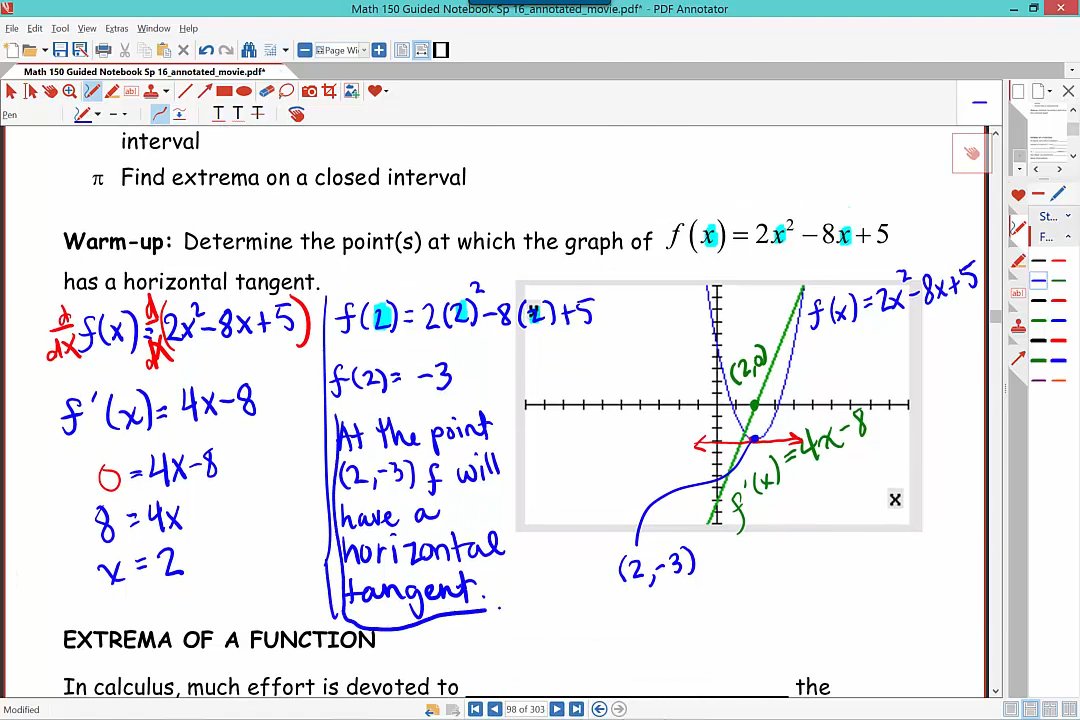 Math 150 Guided Notebook Sp 16_annotated_movie.pdf* - PDF Annotator
File Edit View Extras Window Help
Page Wi
Math 150 Guided Notebook Sp 16_annotated_movie.pdf*
Pen
interval
π Find extrema on a closed interval
Warm-up: Determine the point(s) at which the graph of f(x) = 2x² − 8x + 5
has a horizontal tangent.
d/dx f(x) = d/dx (2x² − 8x + 5)
f'(x) = 4x − 8
0 = 4x − 8
8 = 4x
x = 2
f(2) = 2(2)² − 8(2) + 5
f(2) = −3
At the point
(2, −3) f will
have a
horizontal
tangent.
f(x) = 2x² − 8x + 5
(2,0)
f'(x) = 4x − 8
x
(2, −3)
EXTREMA OF A FUNCTION
In calculus, much effort is devoted to ____________________ the
St...
F...
Modified
98 of 303